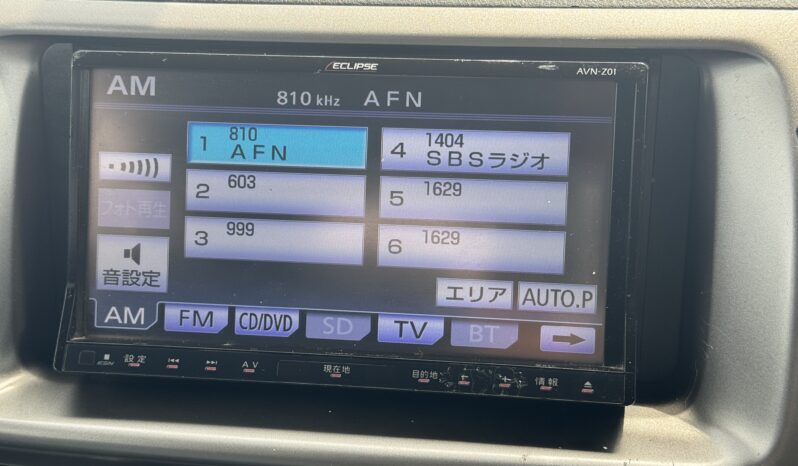 ECLIPSE
AVN-Z01
AM
810 kHz AFN
1 810 AFN
4 1404 SBSラジオ
2 603
5 1629
3 999
6 1629
フォト再生
音設定
エリア AUTO.P
AM FM CD/DVD SD TV BT
ESN 設定 AV 現在地 目的地 情報